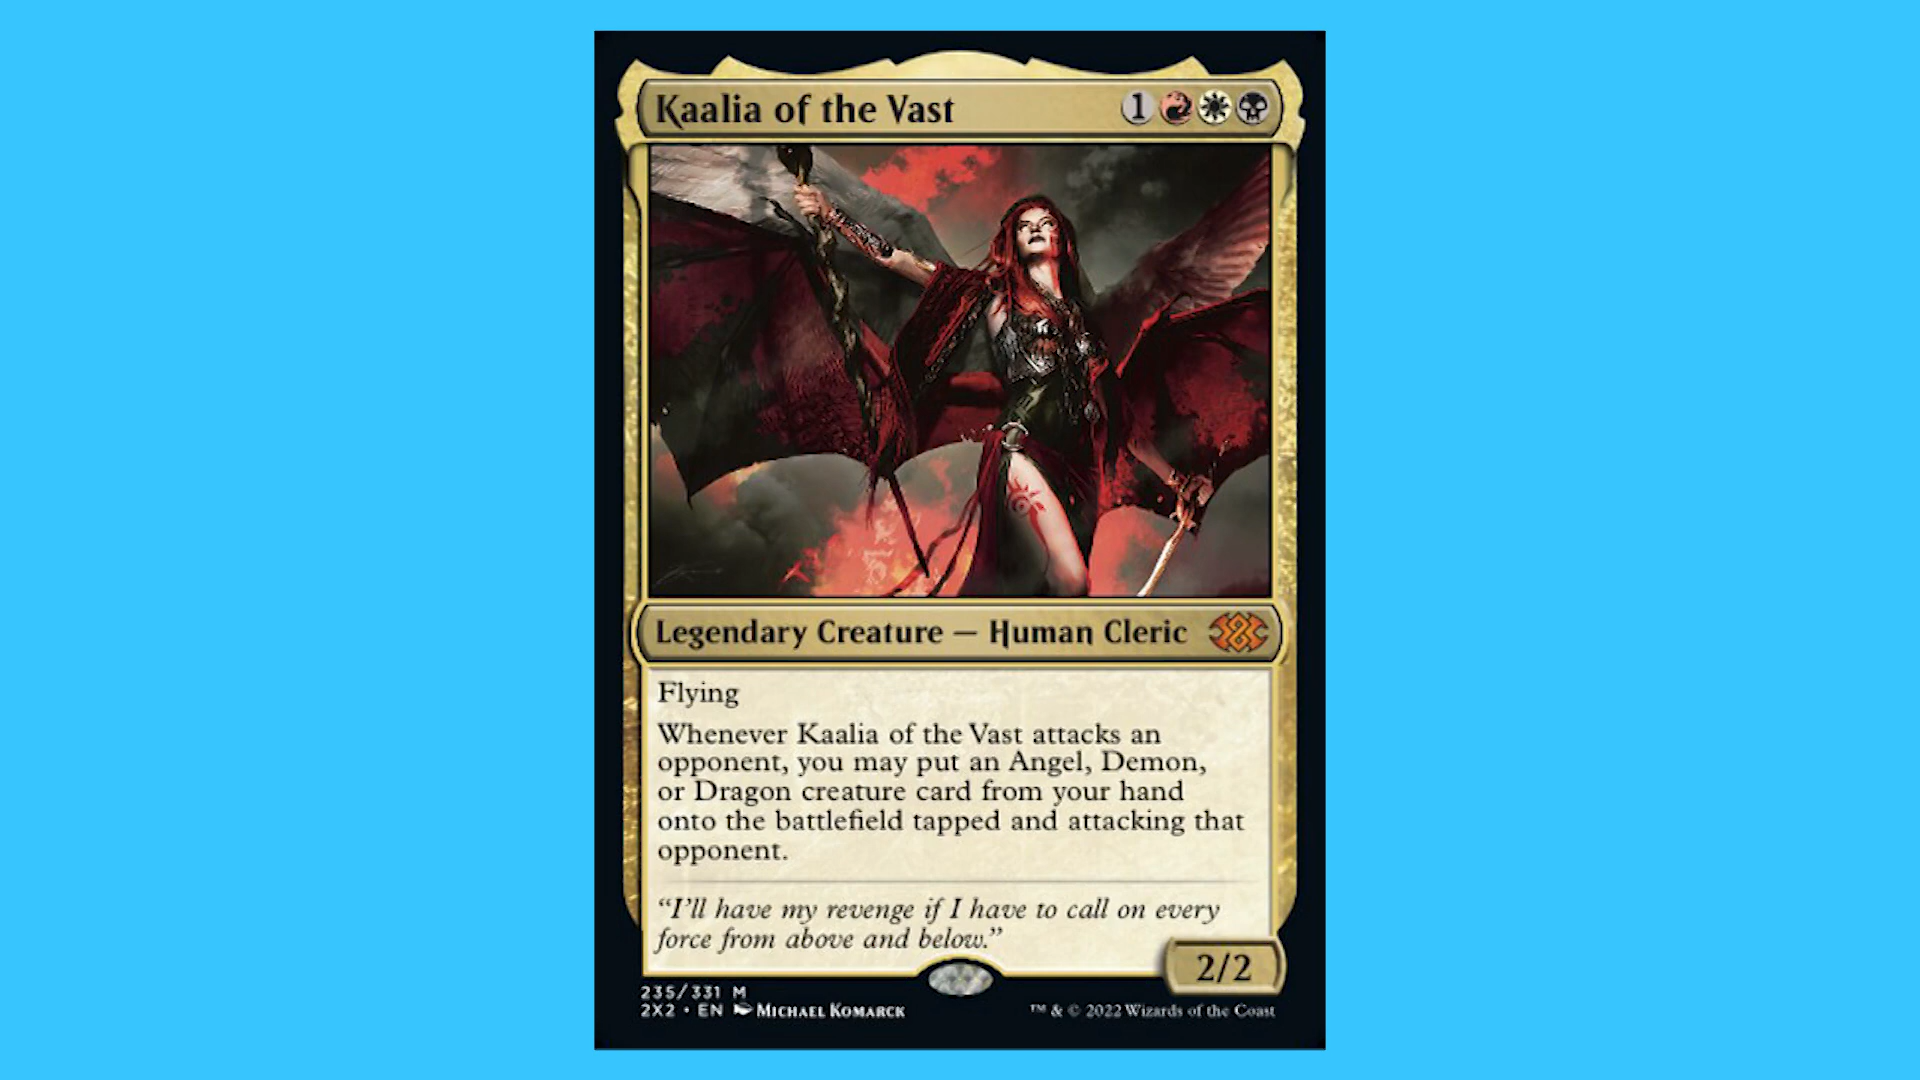 Kaalia of the Vast 1
Legendary Creature — Human Cleric
Flying
Whenever Kaalia of the Vast attacks an
opponent, you may put an Angel, Demon,
or Dragon creature card from your hand
onto the battlefield tapped and attacking that
opponent.
“I’ll have my revenge if I have to call on every
force from above and below.”
2/2
235/331 M
2X2 • EN Michael Komarck
™ & © 2022 Wizards of the Coast